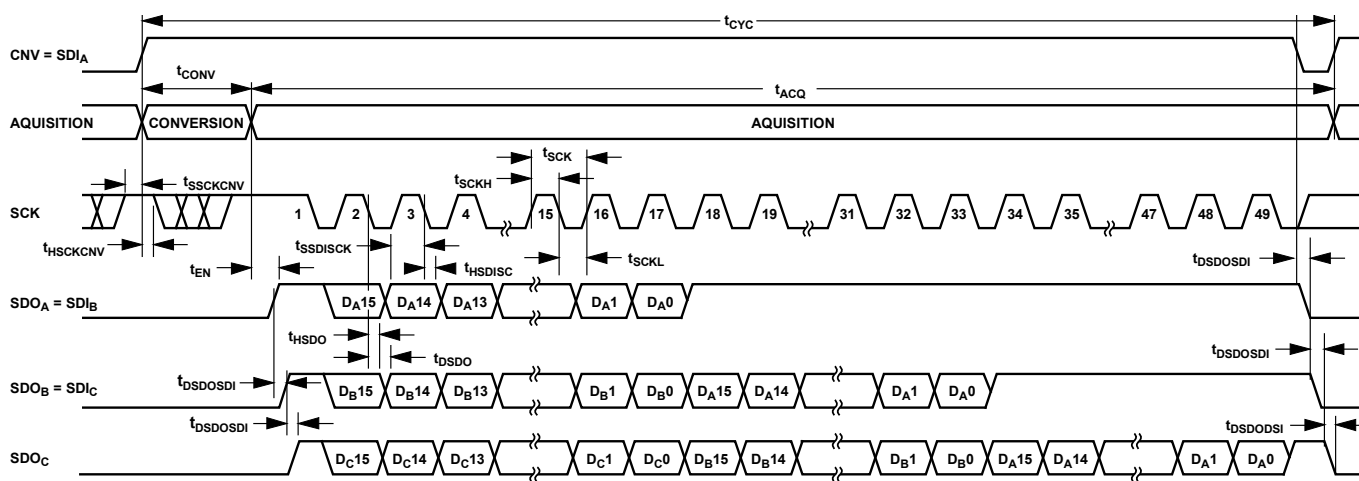 tCYC
CNV = SDIA
tCONV
tACQ
AQUISITION CONVERSION AQUISITION
tSCK
tSSCKCNV tSCKH
SCK 1 2 3 4 15 16 17 18 19 31 32 33 34 35 47 48 49
tHSCKCNV tSSDISCK tHSDISC tSCKL
tEN tDSDOSDI
SDOA = SDIB DA15 DA14 DA13 DA1 DA0
tHSDO
tDSDO tDSDOSDI
tDSDOSDI
SDOB = SDIC DB15 DB14 DB13 DB1 DB0 DA15 DA14 DA1 DA0
tDSDOSDI tDSDODSI
SDOC DC15 DC14 DC13 DC1 DC0 DB15 DB14 DB1 DB0 DA15 DA14 DA1 DA0